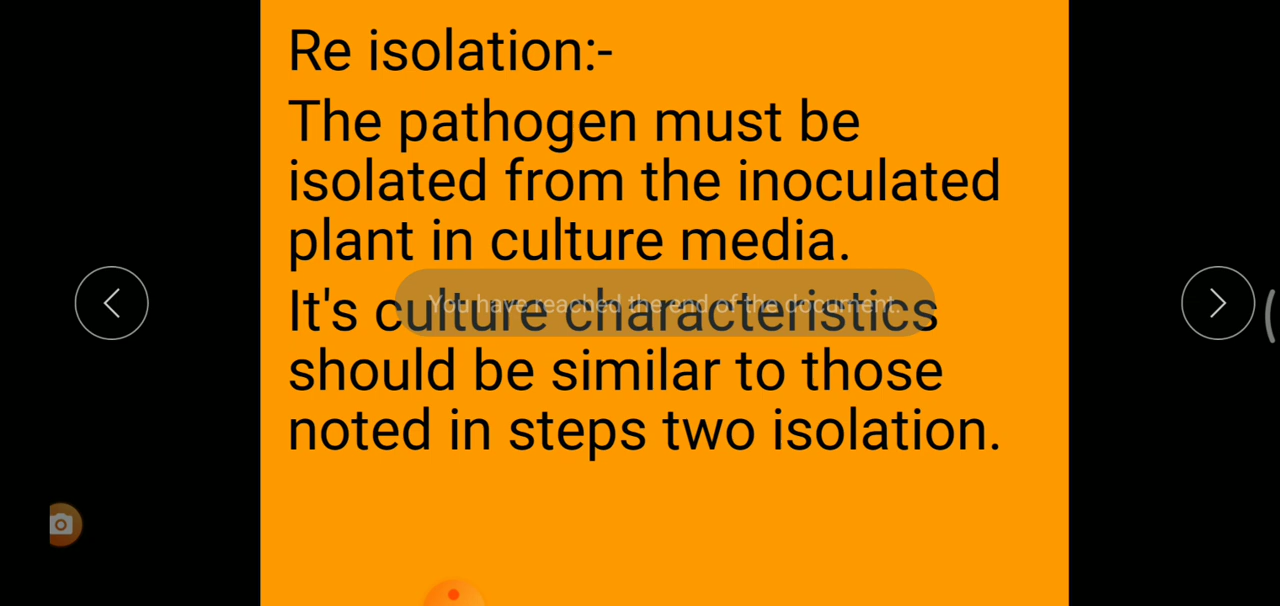 Re isolation:-
The pathogen must be
isolated from the inoculated
plant in culture media.
You have reached the end of the document.
It's culture characteristics
should be similar to those
noted in steps two isolation.